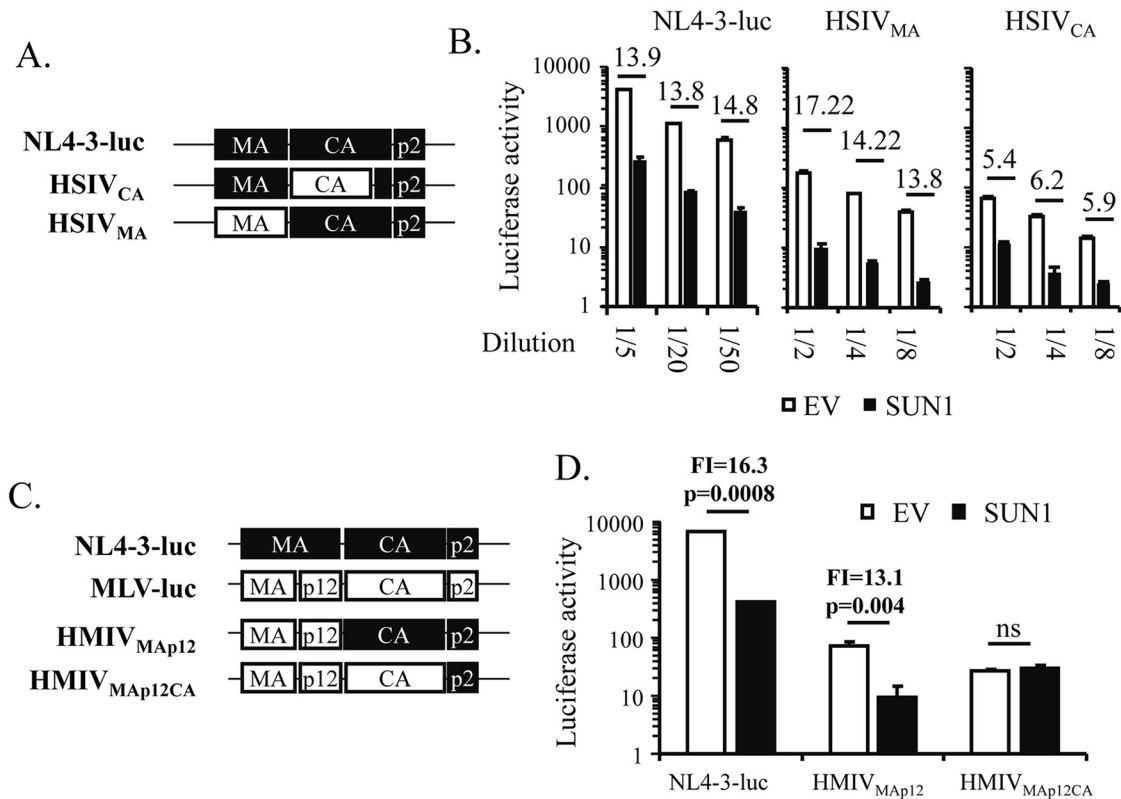 A.
NL4-3-luc MA CA p2
HSIV_CA MA CA p2
HSIV_MA MA CA p2
B.
NL4-3-luc HSIV_MA HSIV_CA
Luciferase activity
10000
1000
100
10
1
13.9 13.8 14.8
17.22 14.22 13.8
5.4 6.2 5.9
Dilution 1/5 1/20 1/50 1/2 1/4 1/8 1/2 1/4 1/8
EV SUN1
C.
NL4-3-luc MA CA p2
MLV-luc MA p12 CA p2
HMIV_MAp12 MA p12 CA p2
HMIV_MAp12CA MA p12 CA p2
D.
FI=16.3
p=0.0008
EV SUN1
FI=13.1
p=0.004
ns
Luciferase activity
10000
1000
100
10
1
NL4-3-luc HMIV_MAp12 HMIV_MAp12CA